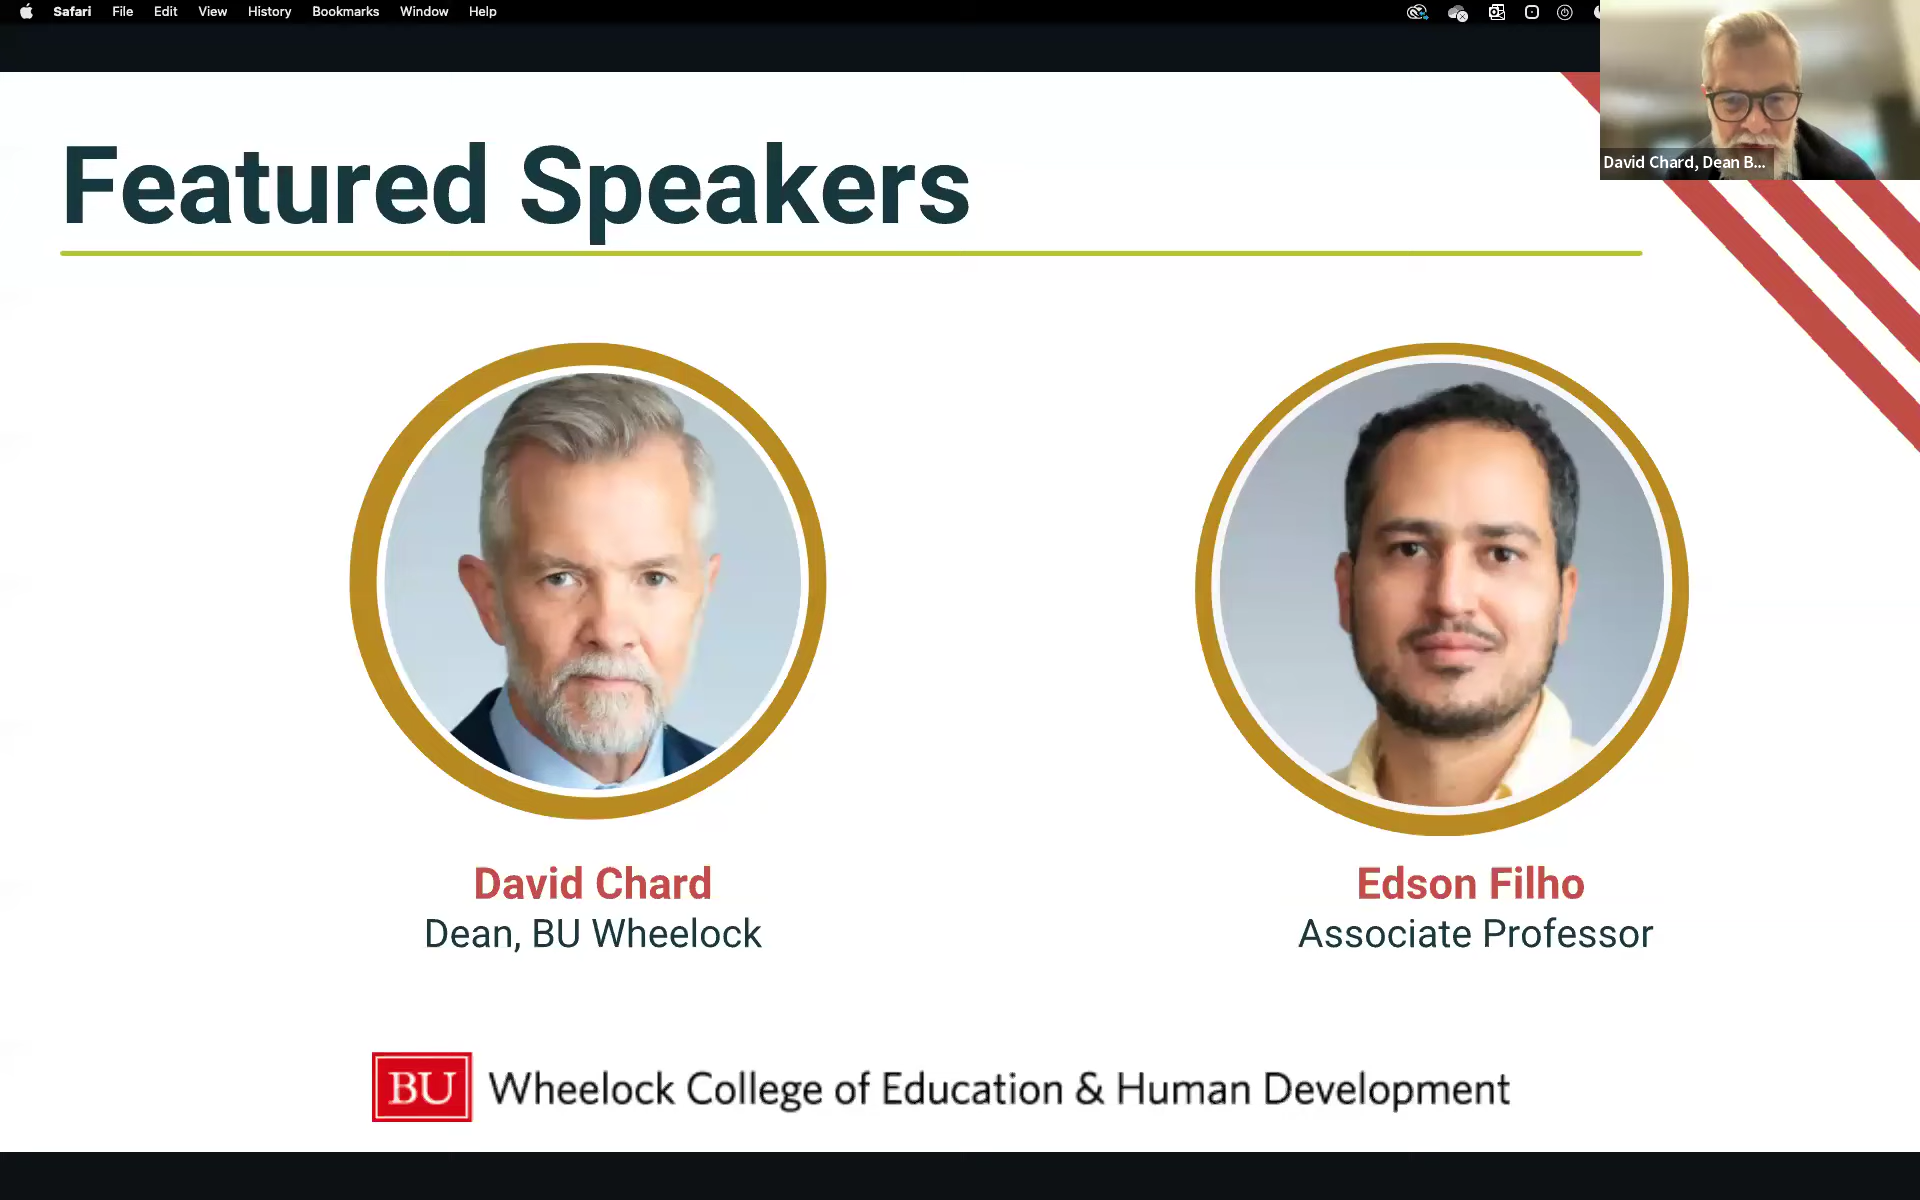 Safari File Edit View History Bookmarks Window Help
David Chard, Dean B...
Featured Speakers
David Chard
Dean, BU Wheelock
Edson Filho
Associate Professor
BU Wheelock College of Education & Human Development